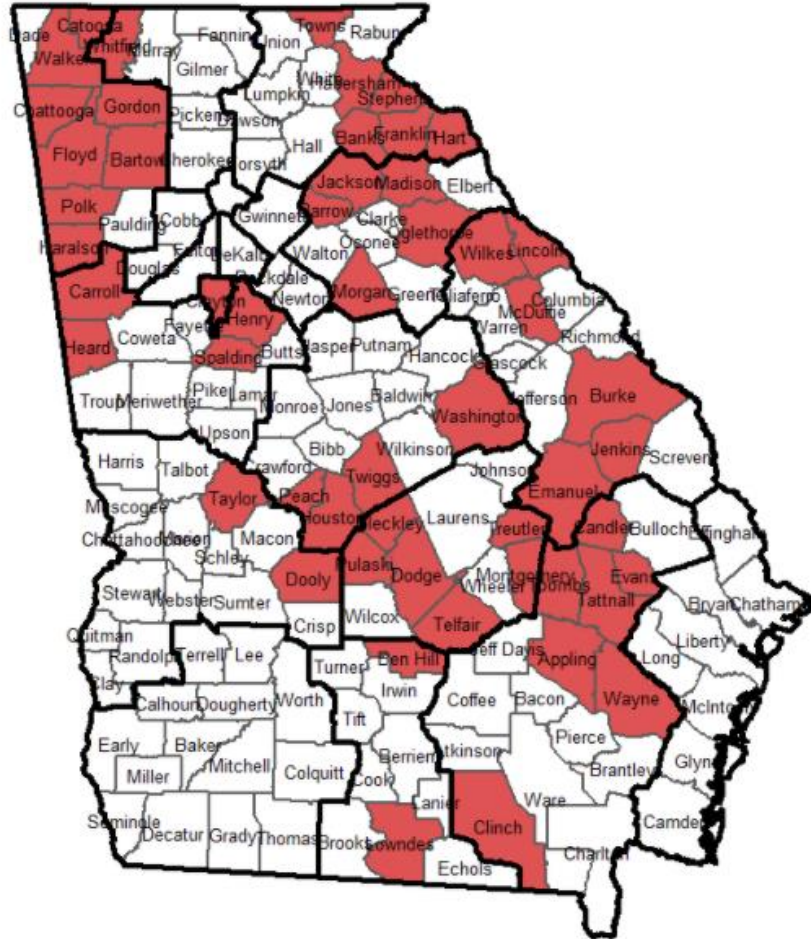 Dade
Catoosa
Walker
Whitfield
Murray
Fannin
Union
Towns
Rabun
Gilmer
White
Habersham
Stephens
Lumpkin
Chattooga
Gordon
Pickens
Dawson
Hall
Banks
Franklin
Hart
Floyd
Bartow
Cherokee
Forsyth
Jackson
Madison
Elbert
Polk
Paulding
Cobb
Gwinnett
Barrow
Clarke
Oglethorpe
Oconee
Haralson
Douglas
Fulton
DeKalb
Walton
Wilkes
Lincoln
Rockdale
Carroll
Clayton
Newton
Morgan
Greene
Taliaferro
Columbia
McDuffie
Henry
Fayette
Coweta
Warren
Richmond
Heard
Spalding
Butts
Jasper
Putnam
Hancock
Glascock
Troup
Meriwether
Pike
Lamar
Monroe
Jones
Baldwin
Washington
Jefferson
Burke
Upson
Bibb
Wilkinson
Jenkins
Screven
Harris
Talbot
Crawford
Twiggs
Johnson
Emanuel
Muscogee
Taylor
Peach
Houston
Bleckley
Laurens
Treutlen
Candler
Bulloch
Effingham
Chattahoochee
Marion
Macon
Schley
Dooly
Pulaski
Dodge
Montgomery
Wheeler
Toombs
Evans
Tattnall
Stewart
Webster
Sumter
Crisp
Wilcox
Telfair
Bryan
Chatham
Quitman
Randolph
Terrell
Lee
Turner
Ben Hill
Jeff Davis
Appling
Long
Liberty
Clay
Calhoun
Dougherty
Worth
Irwin
Coffee
Bacon
Wayne
McIntosh
Tift
Early
Baker
Mitchell
Colquitt
Berrien
Atkinson
Pierce
Brantley
Glynn
Miller
Cook
Lanier
Ware
Seminole
Decatur
Grady
Thomas
Brooks
Lowndes
Clinch
Camden
Echols
Charlton